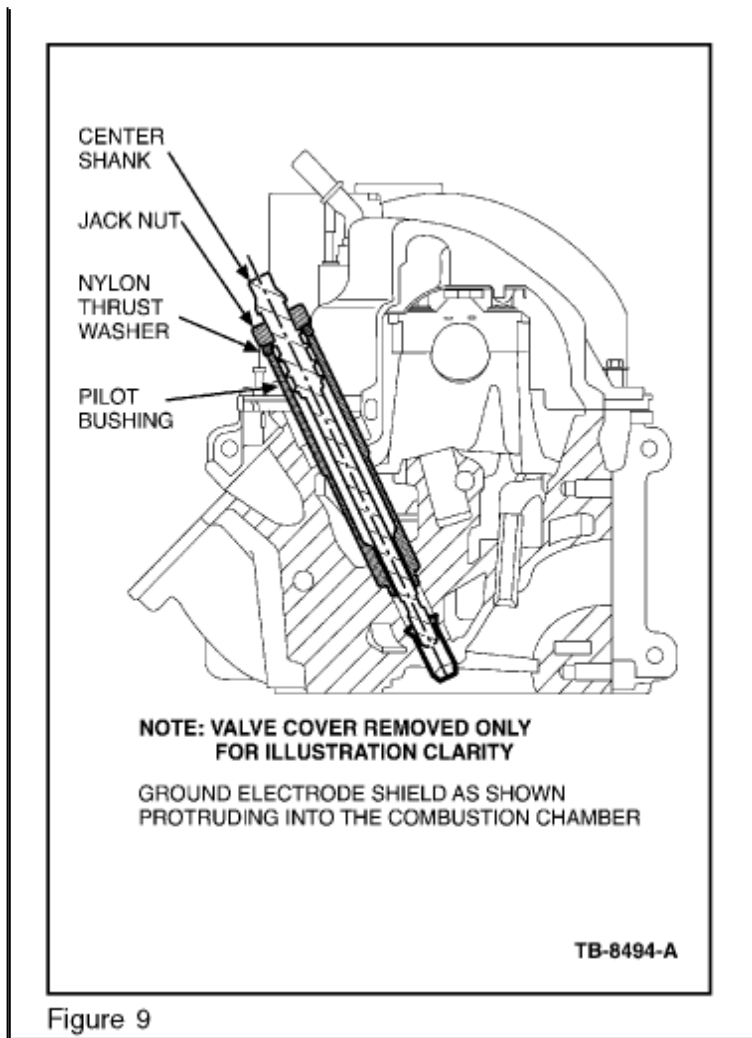 CENTER
SHANK
JACK NUT
NYLON
THRUST
WASHER
PILOT
BUSHING
NOTE: VALVE COVER REMOVED ONLY
FOR ILLUSTRATION CLARITY
GROUND ELECTRODE SHIELD AS SHOWN
PROTRUDING INTO THE COMBUSTION CHAMBER
TB-8494-A
Figure 9